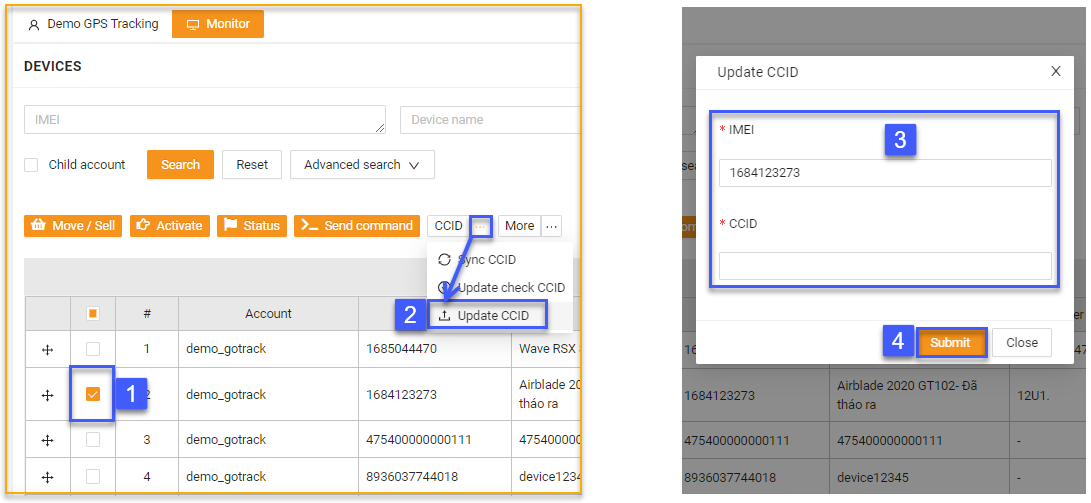 Demo GPS Tracking Monitor
DEVICES
IMEI Device name
Child account Search Reset Advanced search
Move / Sell Activate Status Send command CCID ... More ...
Sync CCID
Update check CCID
2 Update CCID
# Account
1 demo_gotrack 1685044470 Wave RSX
1 2 demo_gotrack 1684123273 Airblade 20
tháo ra
3 demo_gotrack 475400000000111 4754000000
4 demo_gotrack 8936037744018 device1234
Update CCID X
* IMEI 3
1684123273
* CCID
4 Submit Close
1684123273 Airblade 2020 GT102- Đã
tháo ra 12U1.
475400000000111 475400000000111 -
8936037744018 device12345 -